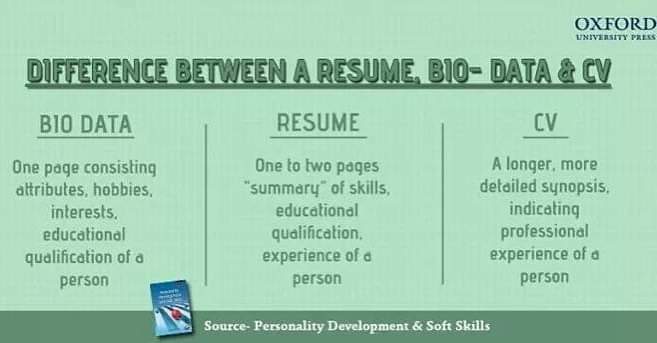 OXFORD
UNIVERSITY PRESS
DIFFERENCE BETWEEN A RESUME, BIO- DATA & CV
BIO DATA
One page consisting
attributes, hobbies,
interests,
educational
qualification of a
person
RESUME
One to two pages
"summary" of skills,
educational
qualification,
experience of a
person
CV
A longer, more
detailed synopsis,
indicating
professional
experience of a
person
Source- Personality Development & Soft Skills